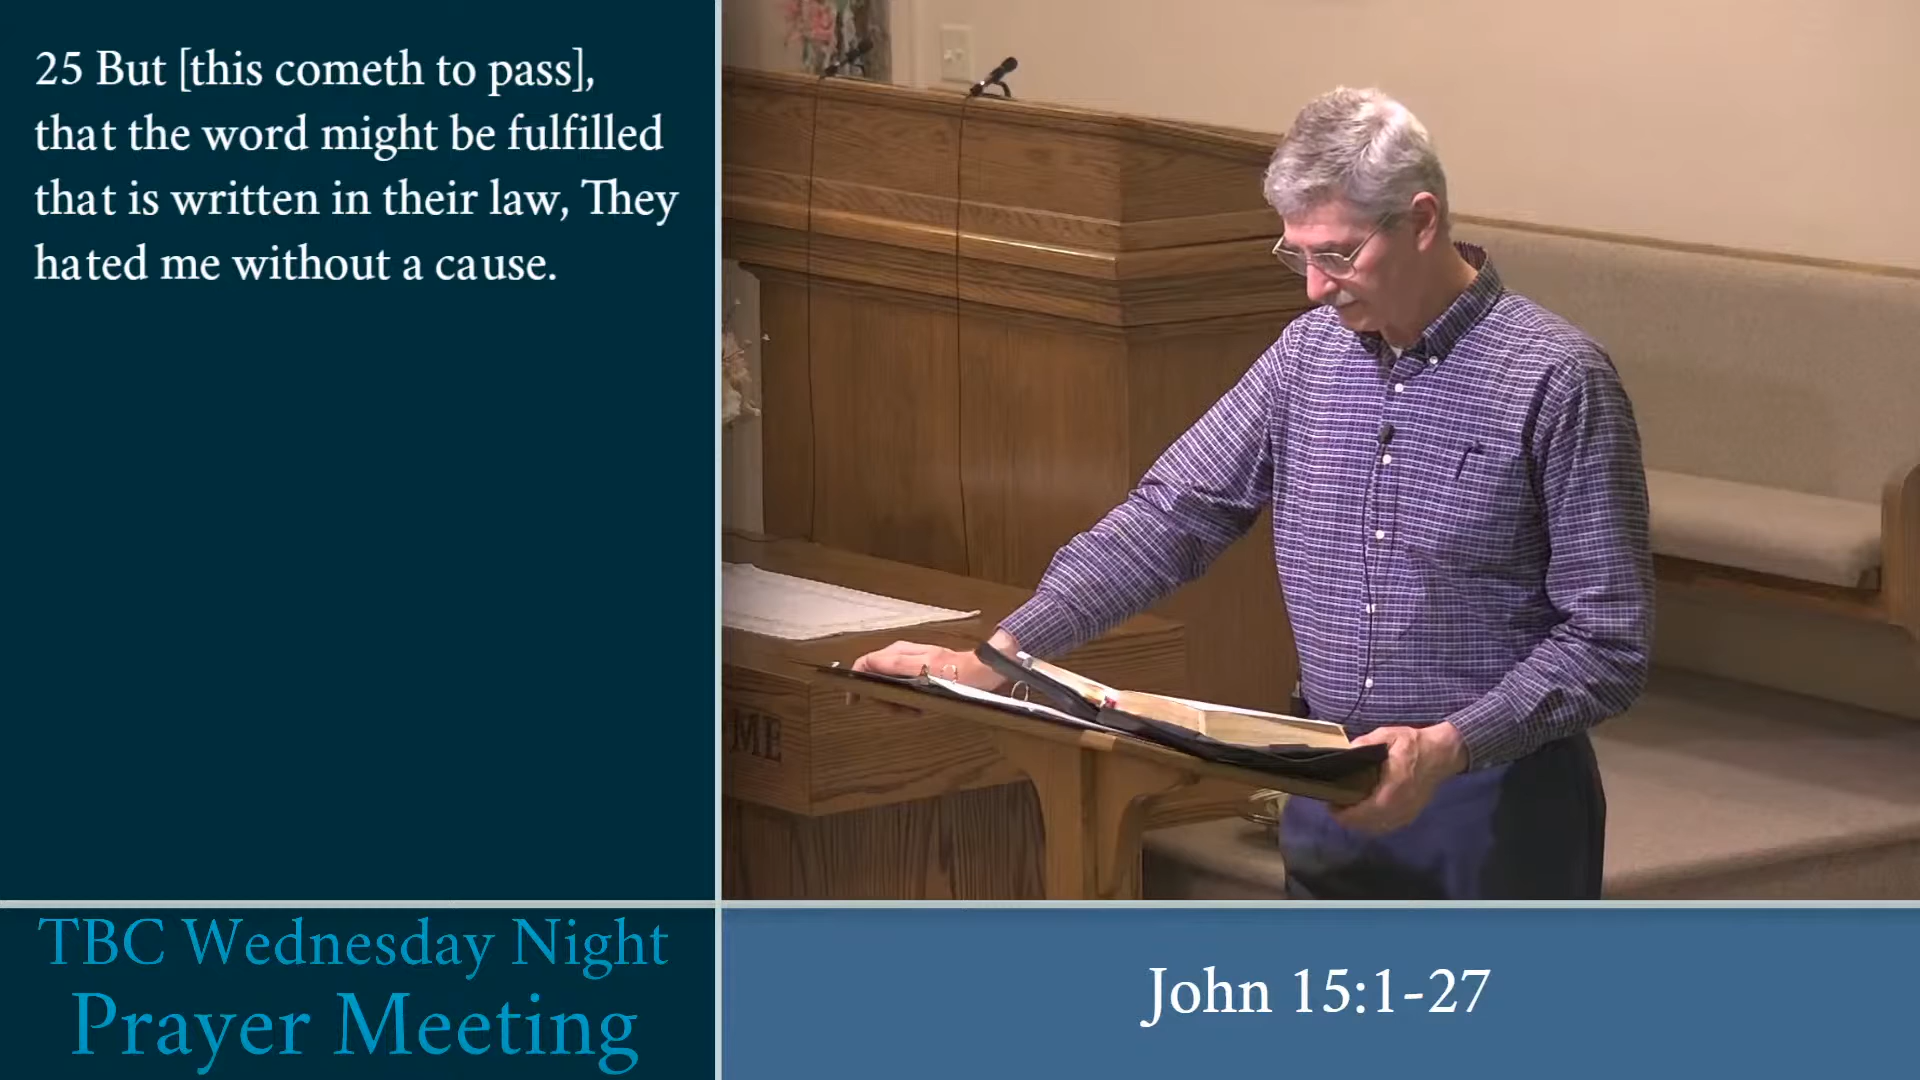 25 But [this cometh to pass],
that the word might be fulfilled
that is written in their law, They
hated me without a cause.
ME
TBC Wednesday Night
Prayer Meeting
John 15:1-27